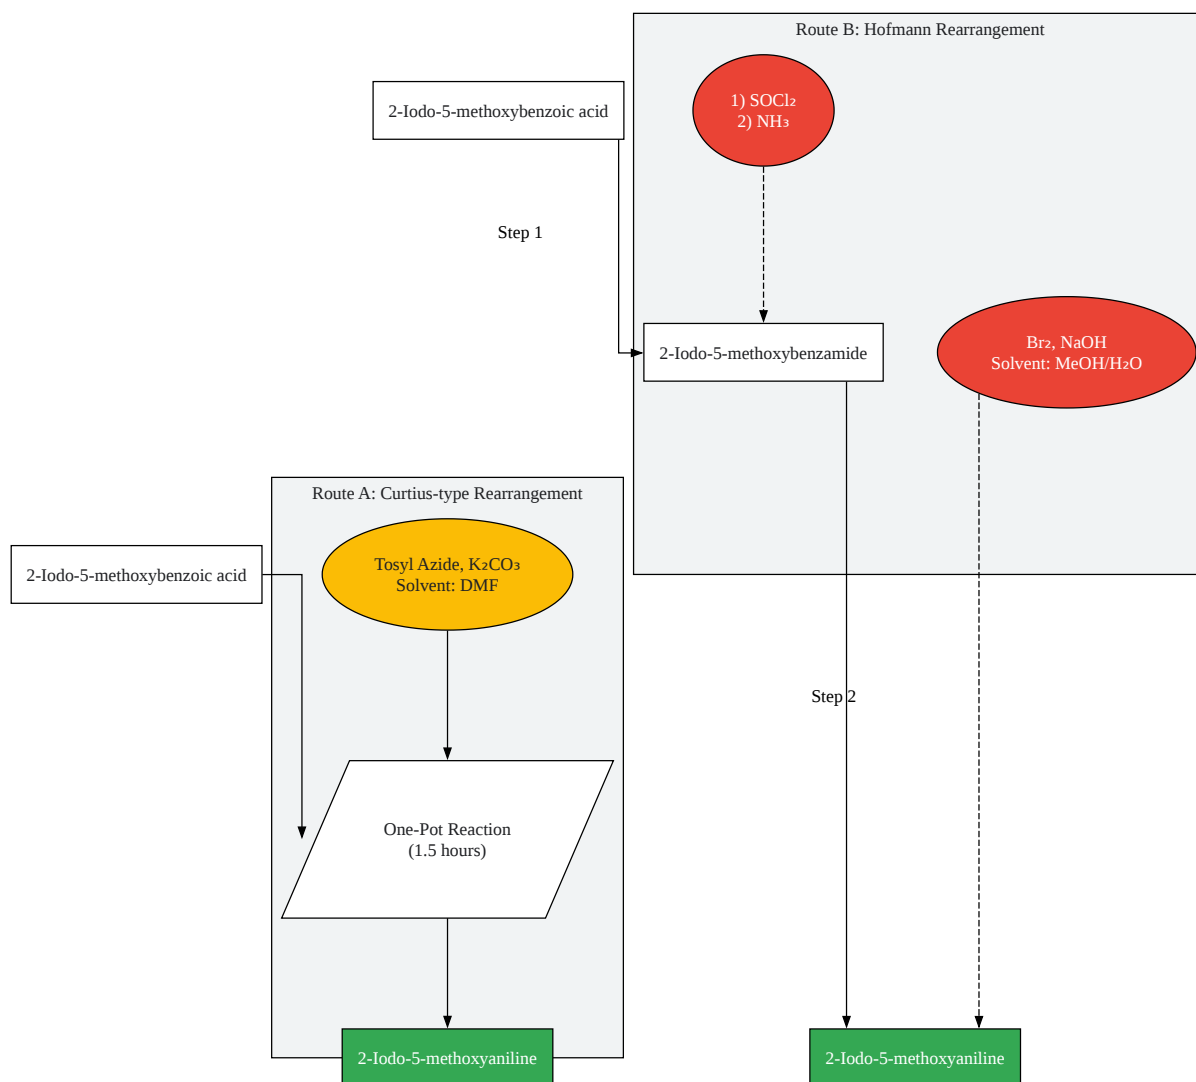 Route B: Hofmann Rearrangement
1) SOCl₂
2) NH₃
2-Iodo-5-methoxybenzoic acid
Step 1
2-Iodo-5-methoxybenzamide
Br₂, NaOH
Solvent: MeOH/H₂O
Route A: Curtius-type Rearrangement
Tosyl Azide, K₂CO₃
Solvent: DMF
2-Iodo-5-methoxybenzoic acid
Step 2
One-Pot Reaction
(1.5 hours)
2-Iodo-5-methoxyaniline
2-Iodo-5-methoxyaniline